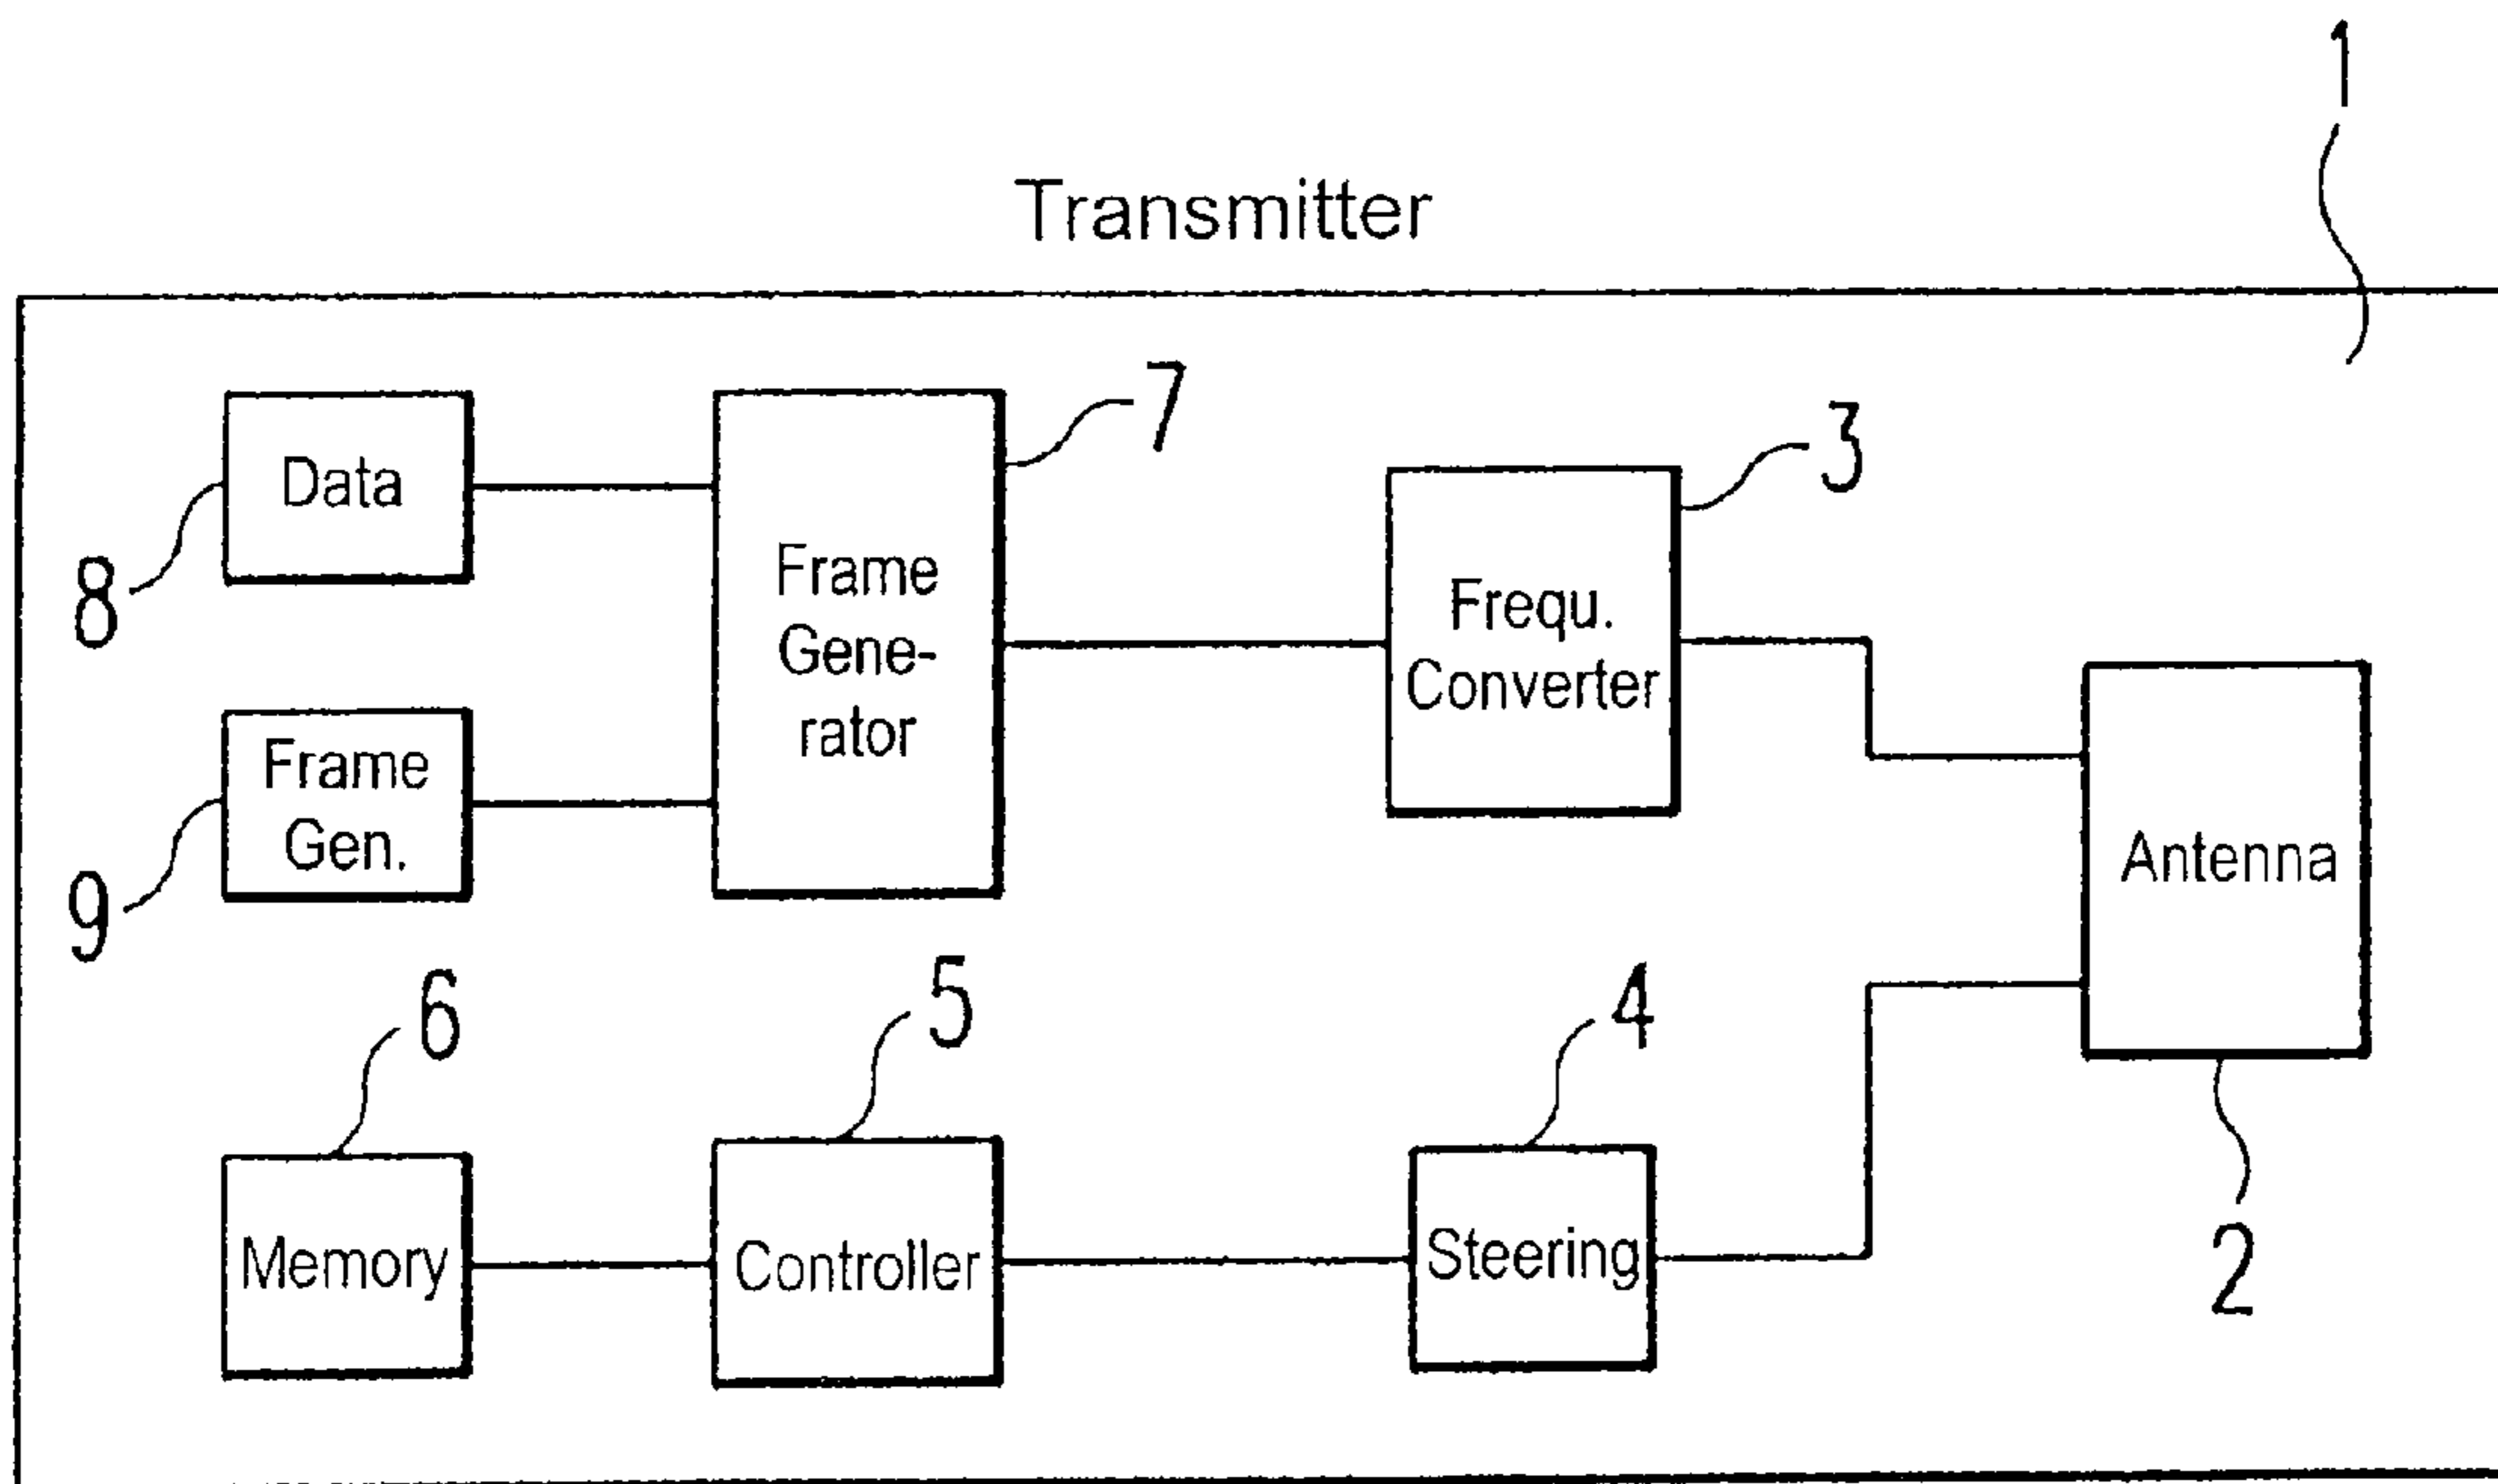 1
Transmitter
7
3
Data
8
Frame
Gene-
rator
Frequ.
Converter
Frame
Gen.
9
Antenna
6
5
4
2
Memory
Controller
Steering